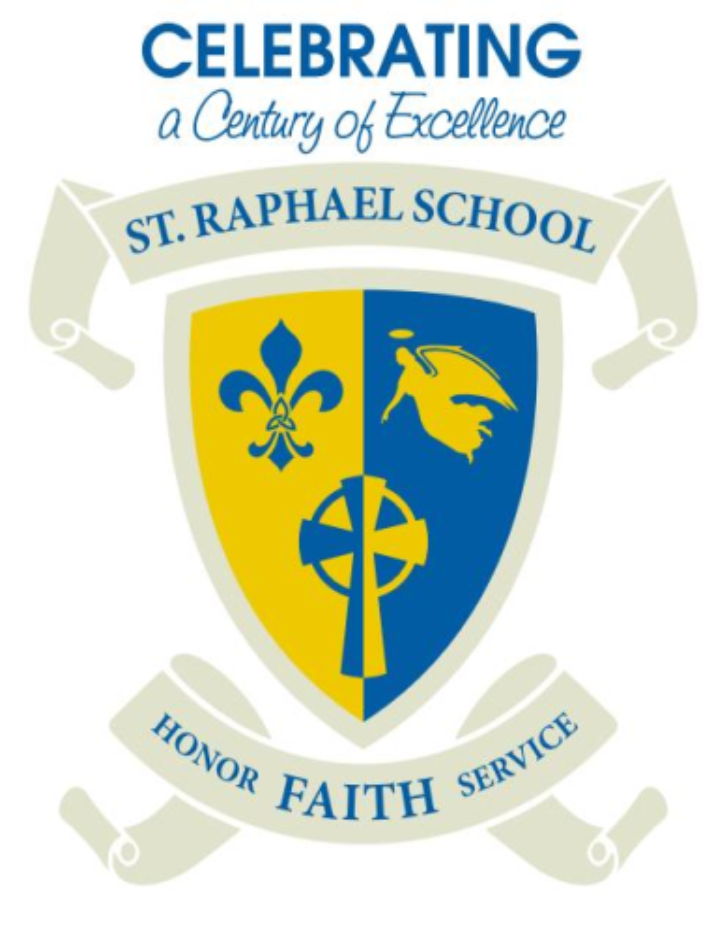 CELEBRATING
a Century of Excellence
ST. RAPHAEL SCHOOL
HONOR FAITH SERVICE